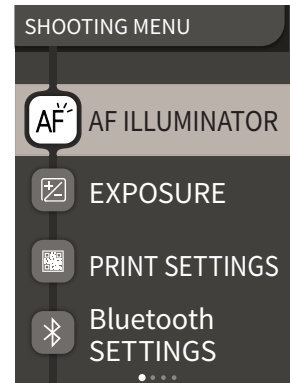 SHOOTING MENU
AF AF ILLUMINATOR
EXPOSURE
PRINT SETTINGS
Bluetooth
SETTINGS